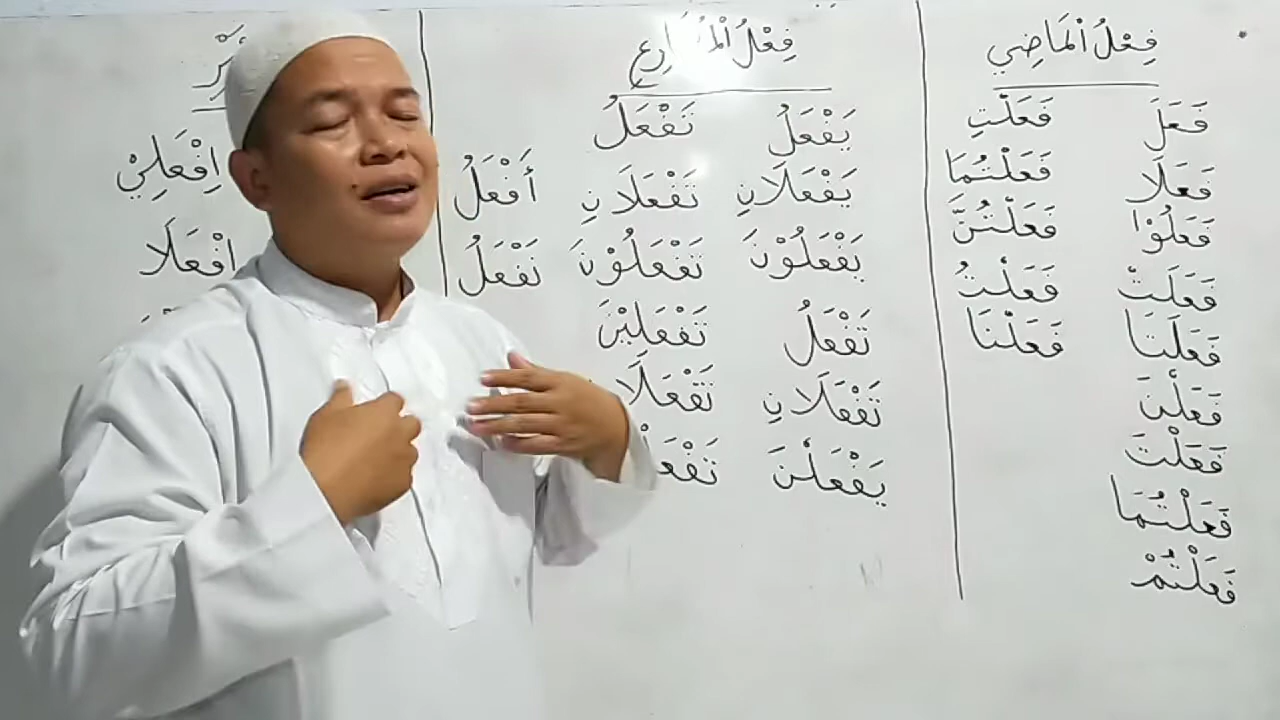 فِعْلُ الْمَاضِي
فَعَلَ
فَعَلَا
فَعَلُوْا
فَعَلَتْ
فَعَلَتَا
فَعَلْنَ
فَعَلْتَ
فَعَلْتُمَا
فَعَلْتُمْ
فَعَلْتِ
فَعَلْتُمَا
فَعَلْتُنَّ
فَعَلْتُ
فَعَلْنَا
يَفْعَلُ
يَفْعَلَانِ
يَفْعَلُوْنَ
تَفْعَلُ
تَفْعَلَانِ
يَفْعَلْنَ
تَفْعَلُ
تَفْعَلَانِ
تَفْعَلُوْنَ
تَفْعَلِيْنَ
أَفْعَلُ
نَفْعَلُ
اِفْعَلِيْ
اِفْعَلَا